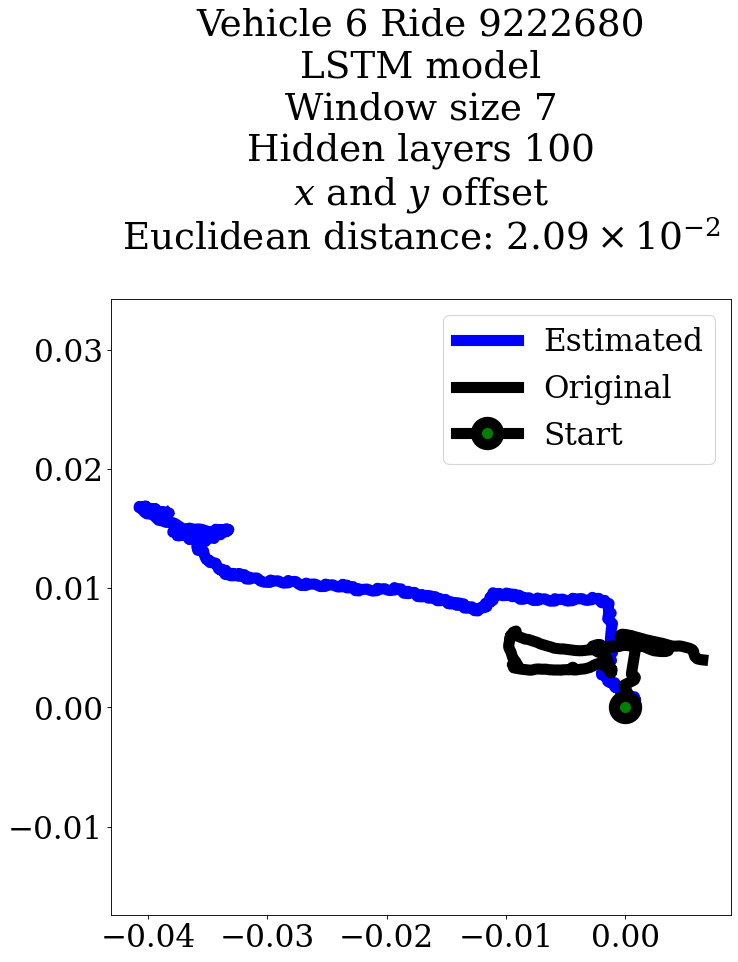 Vehicle 6 Ride 9222680
LSTM model
Window size 7
Hidden layers 100
x and y offset
Euclidean distance: 2.09 × 10⁻²
Estimated
Original
Start
0.03
0.02
0.01
0.00
−0.01
−0.04 −0.03 −0.02 −0.01 0.00